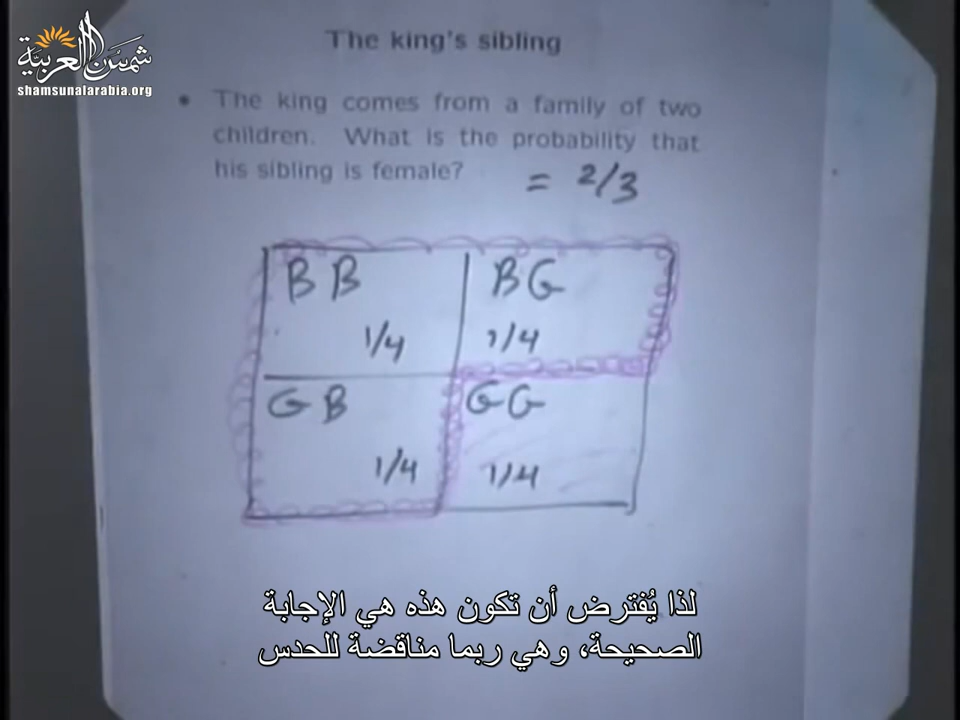 شمسنا العربية
shamsunalarabia.org
The king's sibling
• The king comes from a family of two
children. What is the probability that
his sibling is female? = 2/3
BB BG
1/4 1/4
GB GG
1/4 1/4
لذا يُفترض أن تكون هذه هي الإجابة
الصحيحة، وهي ربما مناقضة للحدس